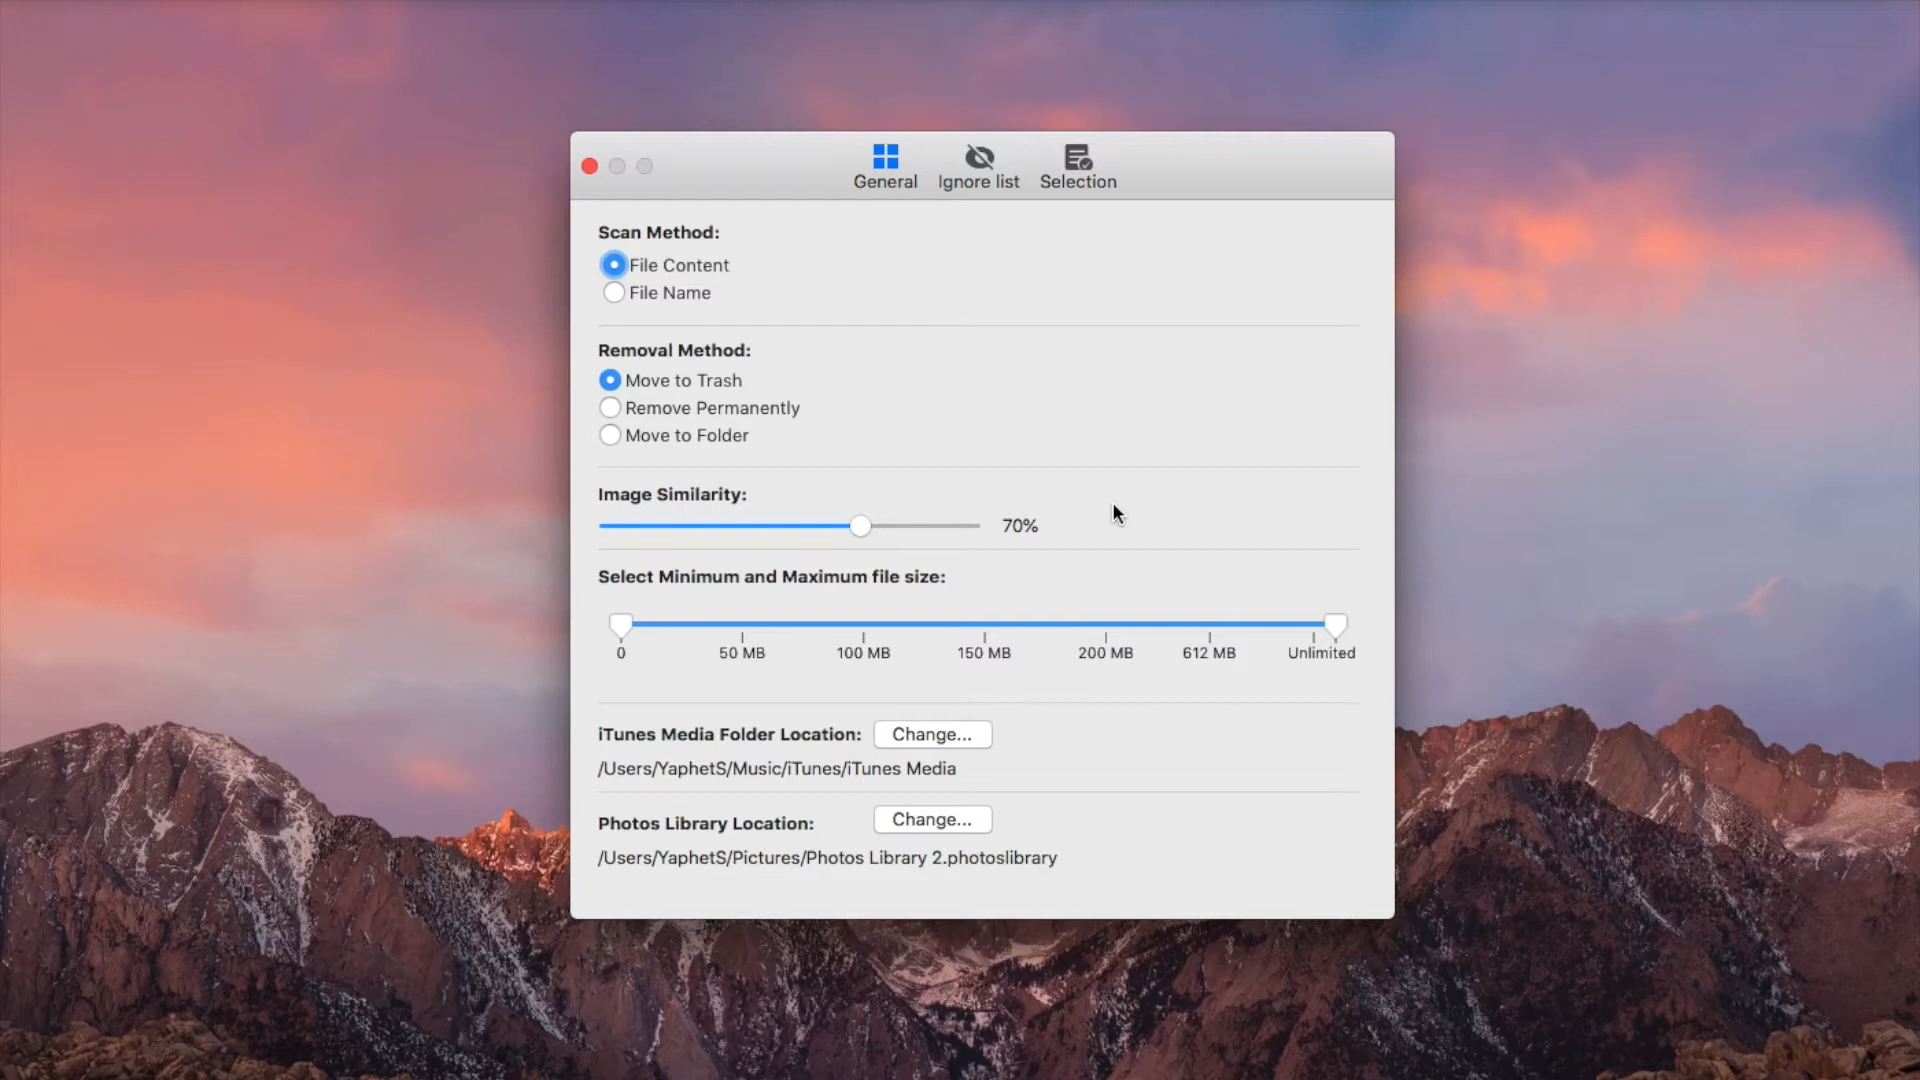 General Ignore list Selection
Scan Method:
File Content
File Name
Removal Method:
Move to Trash
Remove Permanently
Move to Folder
Image Similarity:
70%
Select Minimum and Maximum file size:
0 50 MB 100 MB 150 MB 200 MB 612 MB Unlimited
iTunes Media Folder Location: Change...
/Users/YaphetS/Music/iTunes/iTunes Media
Photos Library Location: Change...
/Users/YaphetS/Pictures/Photos Library 2.photoslibrary